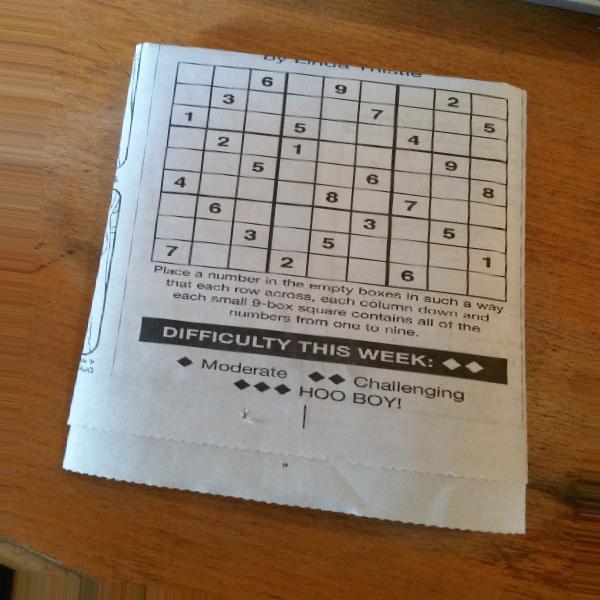 by Linda Thistle
6 9 2
3 7 5
1 5 4
2 1 9
5 6 8
4 8 7
6 3 5
3 5 1
7 2 6
Place a number in the empty boxes in such a way
that each row across, each column down and
each small 9-box square contains all of the
numbers from one to nine.
DIFFICULTY THIS WEEK: ◆◆
◆ Moderate ◆◆ Challenging
◆◆◆ HOO BOY!